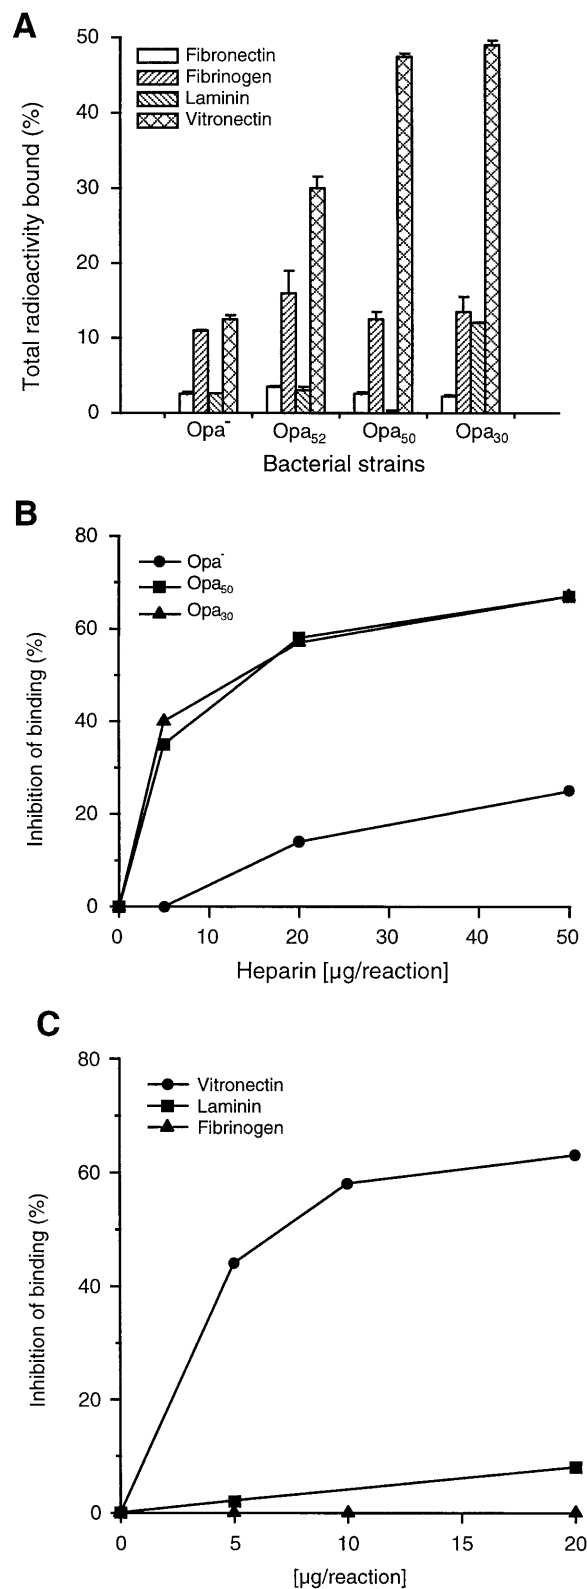 A
Total radioactivity bound (%)
50
40
30
20
10
0
Fibronectin
Fibrinogen
Laminin
Vitronectin
Opa-
Opa52
Opa50
Opa30
Bacterial strains
B
Inhibition of binding (%)
80
60
40
20
0
Opa-
Opa50
Opa30
0 10 20 30 40 50
Heparin [µg/reaction]
C
Inhibition of binding (%)
80
60
40
20
0
Vitronectin
Laminin
Fibrinogen
0 5 10 15 20
[µg/reaction]